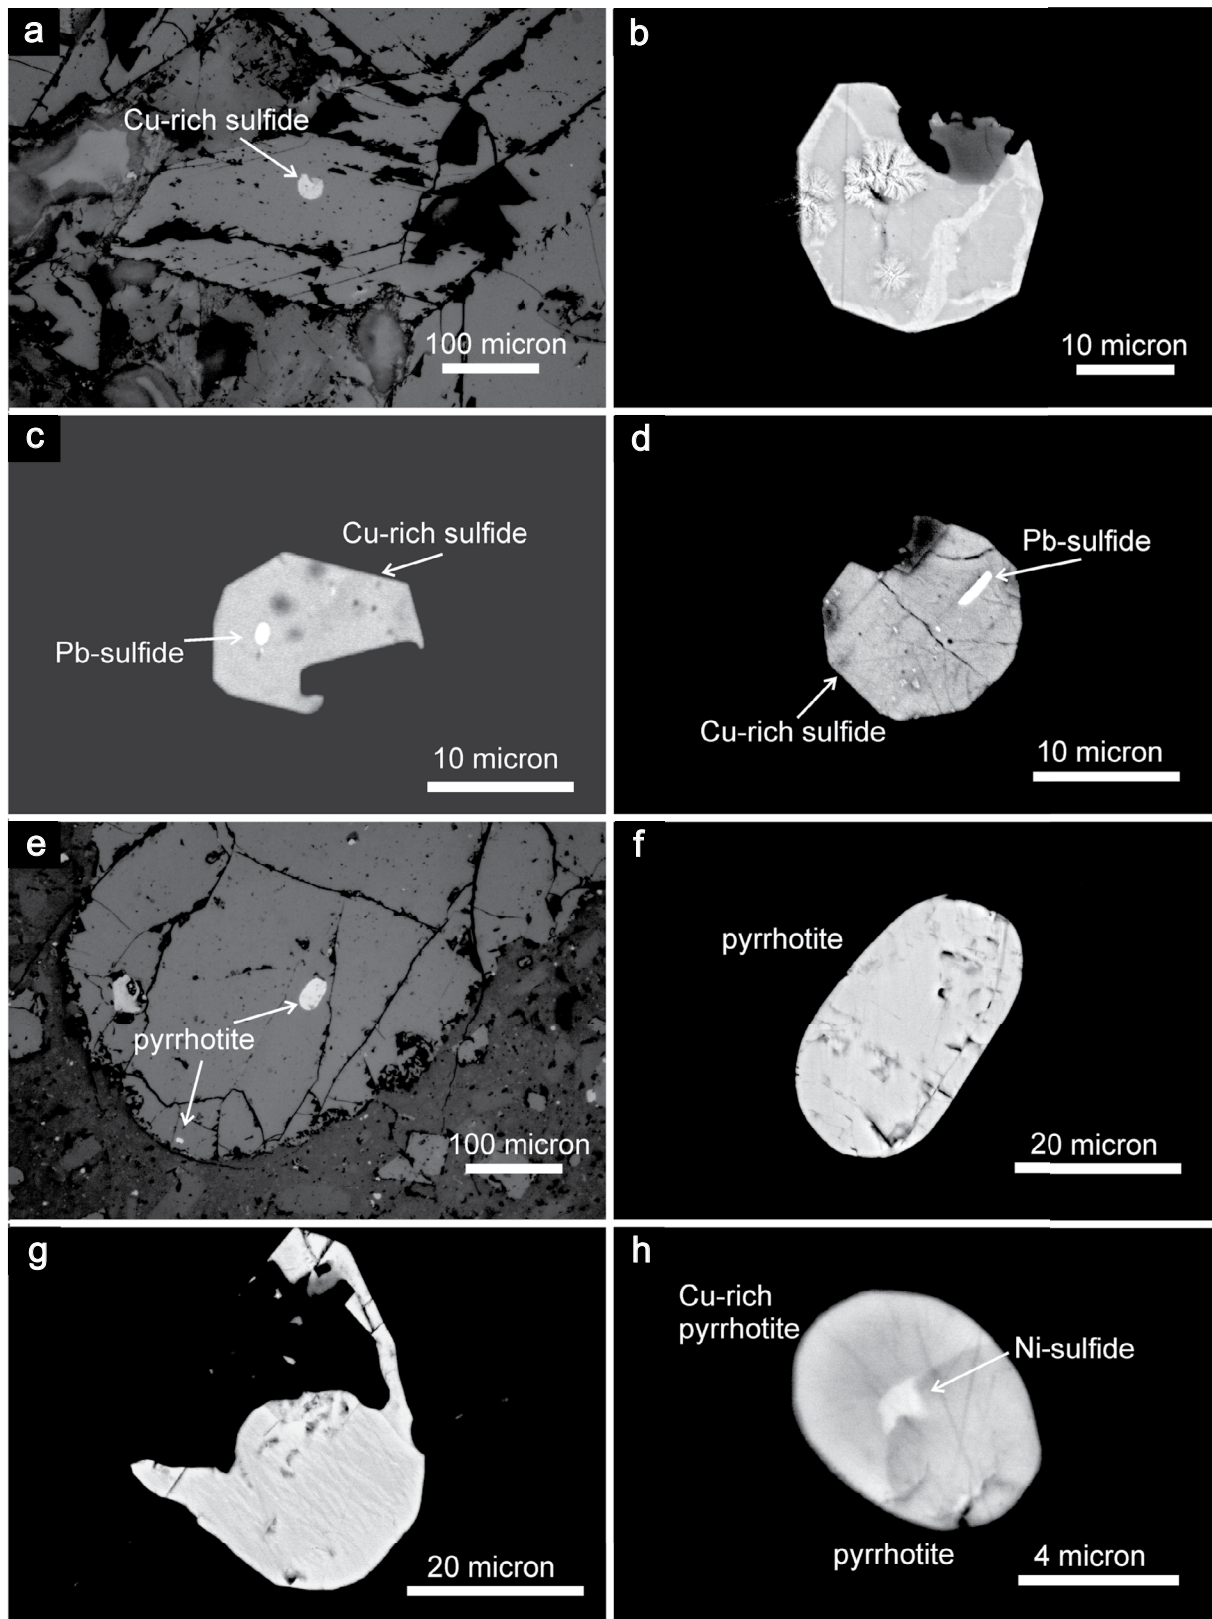 a
Cu-rich sulfide
100 micron
b
10 micron
c
Cu-rich sulfide
Pb-sulfide
10 micron
d
Pb-sulfide
Cu-rich sulfide
10 micron
e
pyrrhotite
100 micron
f
pyrrhotite
20 micron
g
20 micron
h
Cu-rich
pyrrhotite
Ni-sulfide
pyrrhotite
4 micron